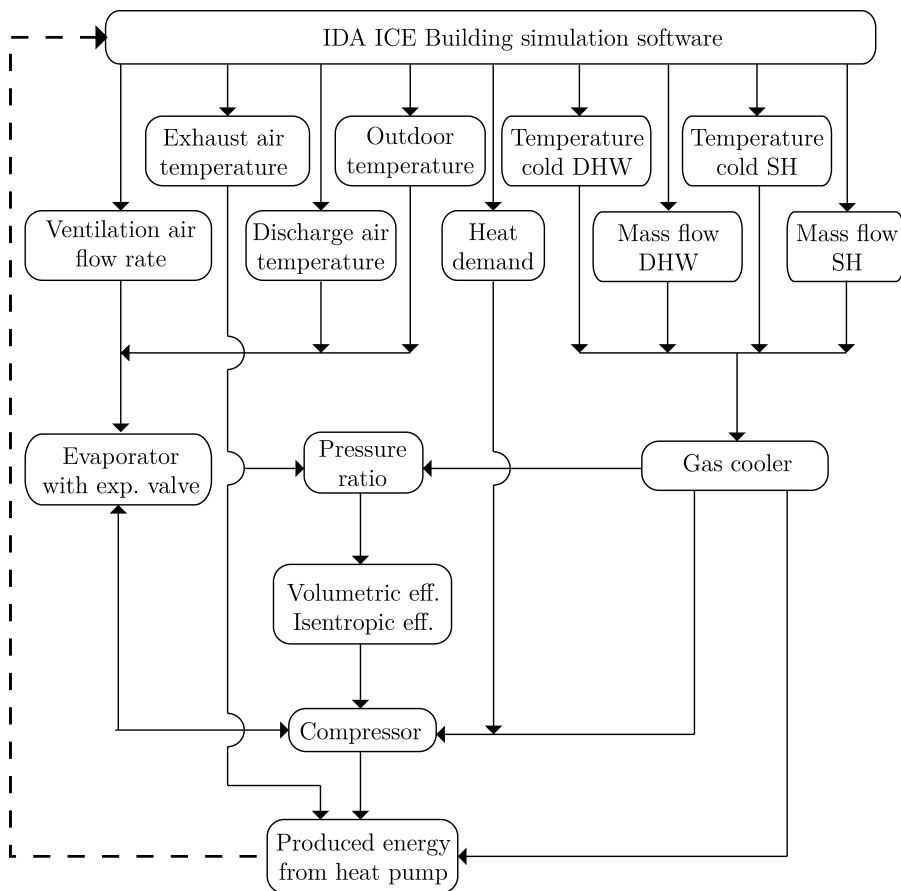 IDA ICE Building simulation software
Exhaust air
temperature
Outdoor
temperature
Temperature
cold DHW
Temperature
cold SH
Ventilation air
flow rate
Discharge air
temperature
Heat
demand
Mass flow
DHW
Mass flow
SH
Evaporator
with exp. valve
Pressure
ratio
Gas cooler
Volumetric eff.
Isentropic eff.
Compressor
Produced energy
from heat pump